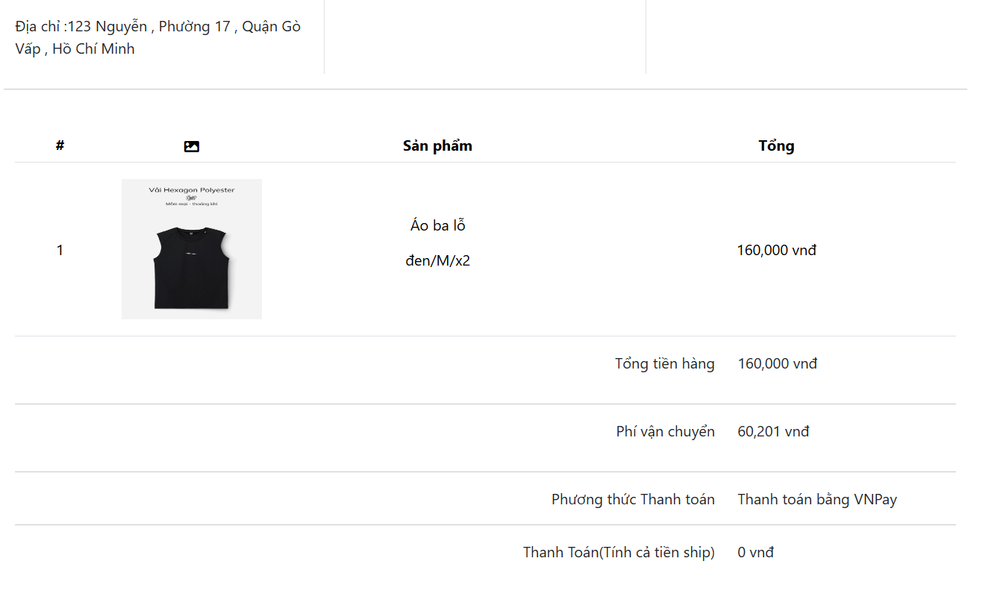 Địa chỉ :123 Nguyễn , Phường 17 , Quận Gò
Vấp , Hồ Chí Minh
# Sản phẩm Tổng
Vải Hexagon Polyester
Mềm mại - thoáng khí
Áo ba lỗ
1 160,000 vnđ
đen/M/x2
Tổng tiền hàng 160,000 vnđ
Phí vận chuyển 60,201 vnđ
Phương thức Thanh toán Thanh toán bằng VNPay
Thanh Toán(Tính cả tiền ship) 0 vnđ